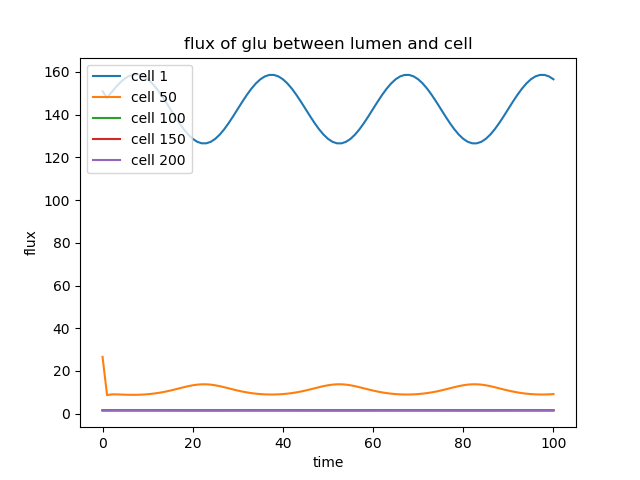 flux of glu between lumen and cell
cell 1
cell 50
cell 100
cell 150
cell 200
160
140
120
100
80
60
40
20
0
flux
0 20 40 60 80 100
time